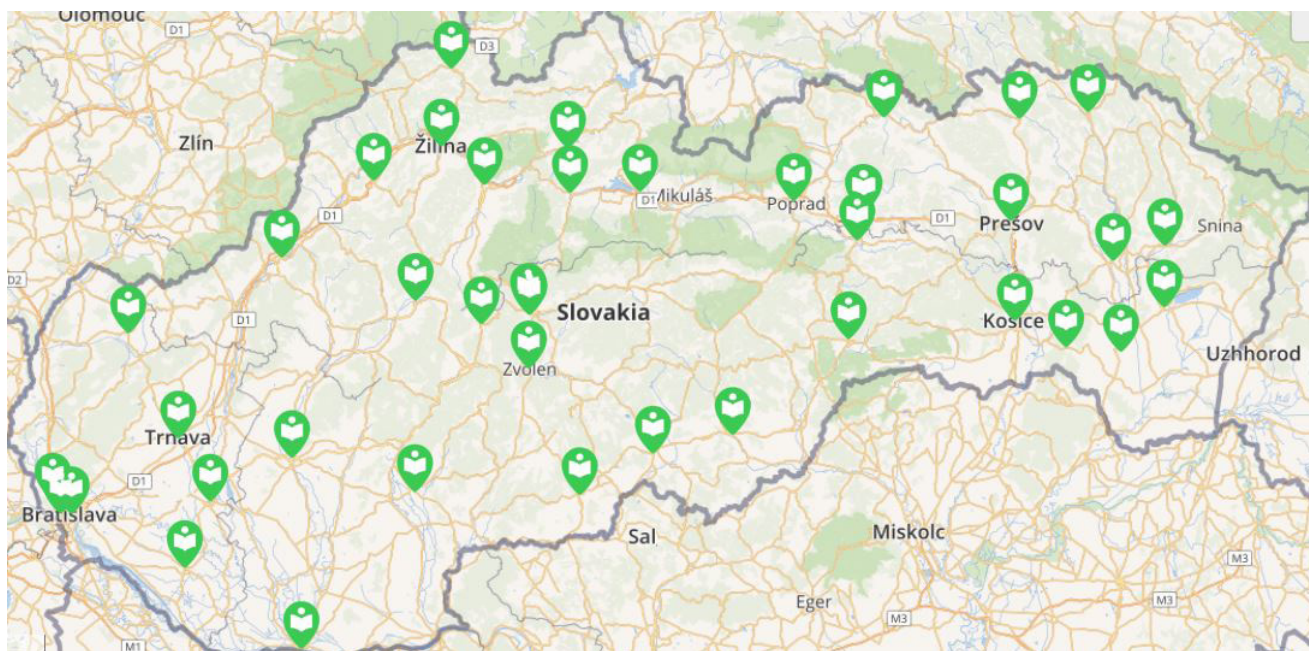 Olomouc
D1
D3
Zlín
Žilina
D1
Mikuláš
Poprad
D1
Prešov
Snina
D1
D2
D1
Slovakia
Košice
Uzhhorod
Zvolen
Trnava
D1
Bratislava
Sal
Miskolc
M3
Eger
M3
M3
M1